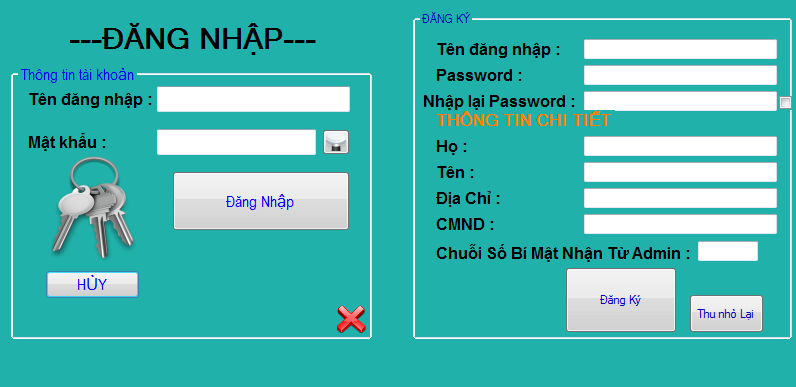 ---ĐĂNG NHẬP---
Thông tin tài khoản
Tên đăng nhập :
Mật khẩu :
Đăng Nhập
HỦY
ĐĂNG KÝ
Tên đăng nhập :
Password :
Nhập lại Password :
THÔNG TIN CHI TIẾT
Họ :
Tên :
Địa Chỉ :
CMND :
Chuỗi Số Bí Mật Nhận Từ Admin :
Đăng Ký
Thu nhỏ Lại